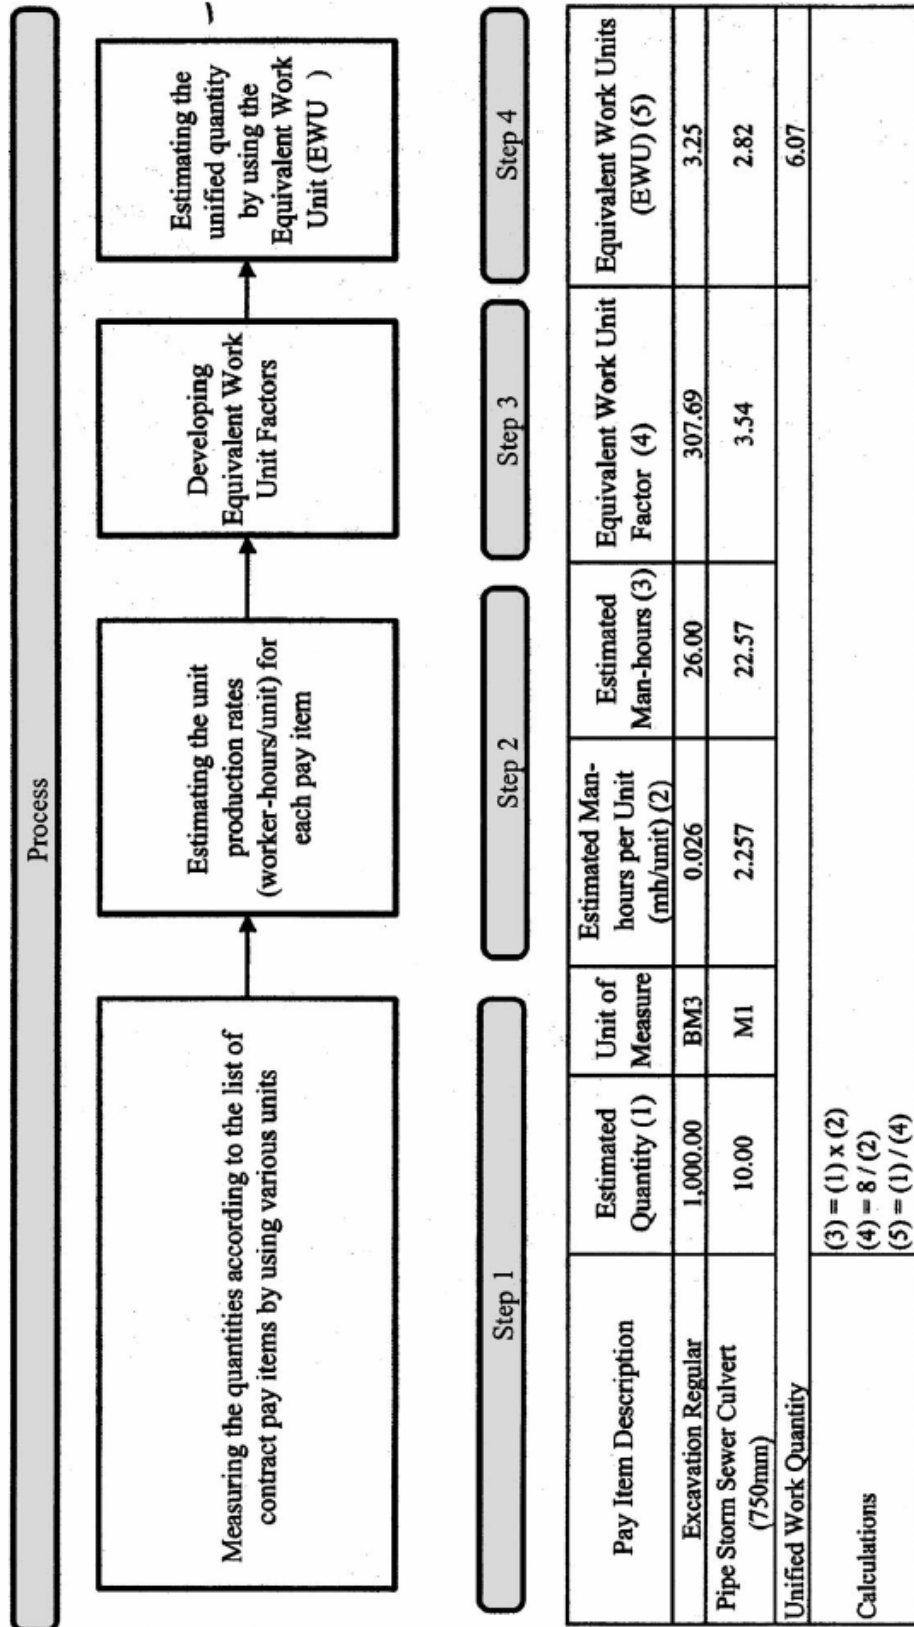 Process
Measuring the quantities according to the list of
contract pay items by using various units
Estimating the unit
production rates
(worker-hours/unit) for
each pay item
Developing
Equivalent Work
Unit Factors
Estimating the
unified quantity
by using the
Equivalent Work
Unit (EWU )
Step 1
Step 2
Step 3
Step 4
Pay Item Description
Estimated
Quantity (1)
Unit of
Measure
Estimated Man-
hours per Unit
(mh/unit) (2)
Estimated
Man-hours (3)
Equivalent Work Unit
Factor (4)
Equivalent Work Units
(EWU) (5)
Excavation Regular
1,000.00
BM3
0.026
26.00
307.69
3.25
Pipe Storm Sewer Culvert
(750mm)
10.00
M1
2.257
22.57
3.54
2.82
Unified Work Quantity
6.07
Calculations
(3) = (1) x (2)
(4) = 8 / (2)
(5) = (1) / (4)